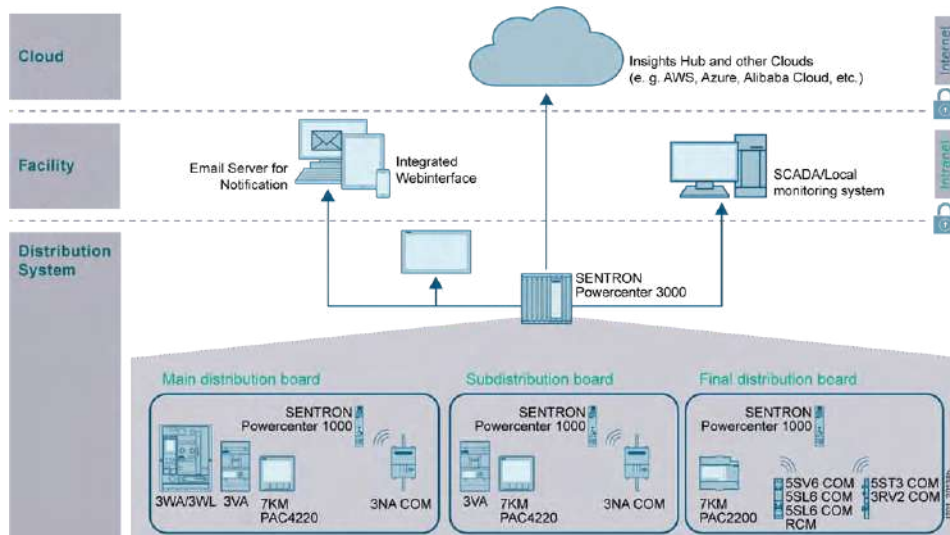 Cloud
Insights Hub and other Clouds
(e. g. AWS, Azure, Alibaba Cloud, etc.)
Internet
Facility
Email Server for
Notification
Integrated
Webinterface
SCADA/Local
monitoring system
Intranet
Distribution
System
SENTRON
Powercenter 3000
Main distribution board
SENTRON
Powercenter 1000
3WA/3WL
3VA
7KM
PAC4220
3NA COM
Subdistribution board
SENTRON
Powercenter 1000
3VA
7KM
PAC4220
3NA COM
Final distribution board
SENTRON
Powercenter 1000
7KM
PAC2200
5SV6 COM
5SL6 COM
5SL6 COM
RCM
5ST3 COM
3RV2 COM